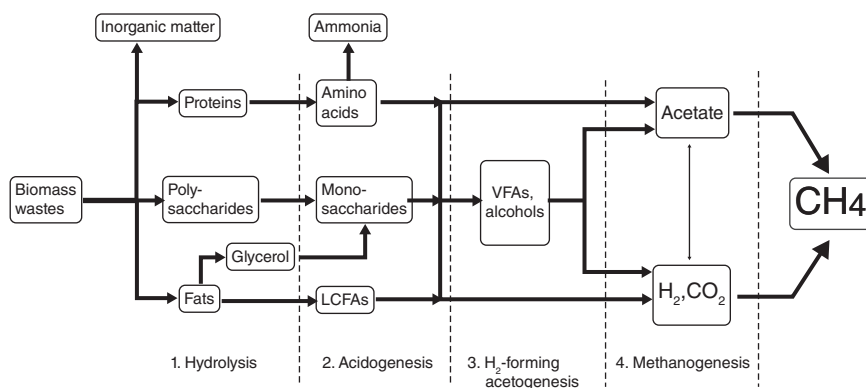 Inorganic matter
Ammonia
Proteins
Amino
acids
Acetate
Biomass
wastes
Poly-
saccharides
Mono-
saccharides
VFAs,
alcohols
CH4
Glycerol
Fats
LCFAs
H₂,CO₂
1. Hydrolysis
2. Acidogenesis
3. H₂-forming
acetogenesis
4. Methanogenesis